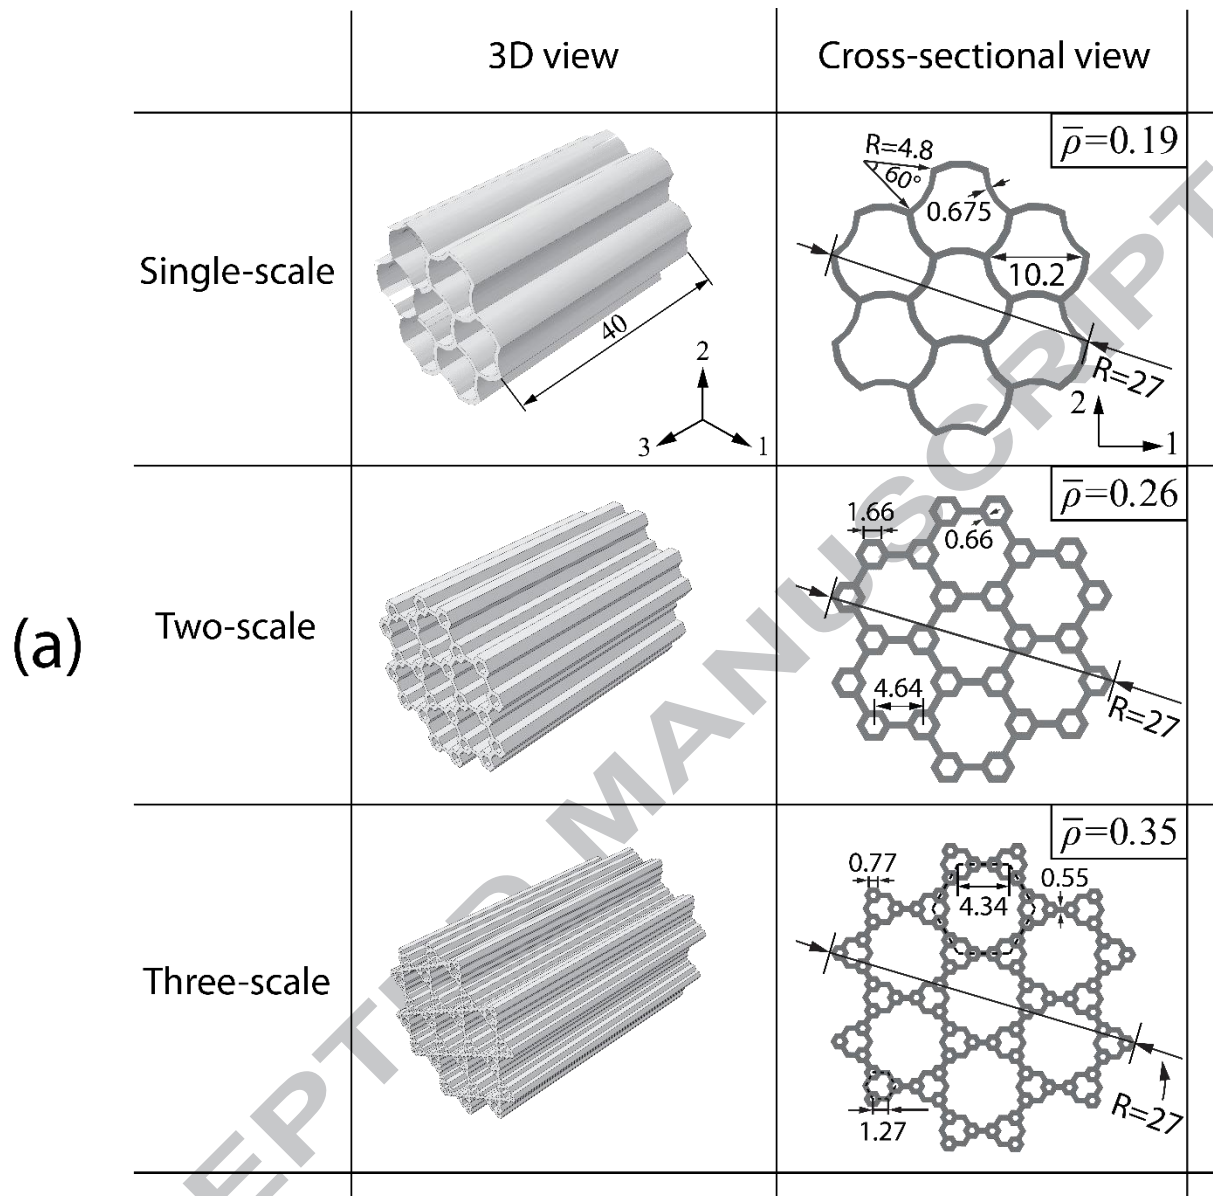 3D view
Cross-sectional view
(a)
Single-scale
40
2
3
1
ρ̅=0.19
R=4.8
60°
0.675
10.2
R=27
2
1
Two-scale
ρ̅=0.26
1.66
0.66
4.64
R=27
Three-scale
ρ̅=0.35
0.77
0.55
4.34
1.27
R=27
EPTED MANUSCRIPT